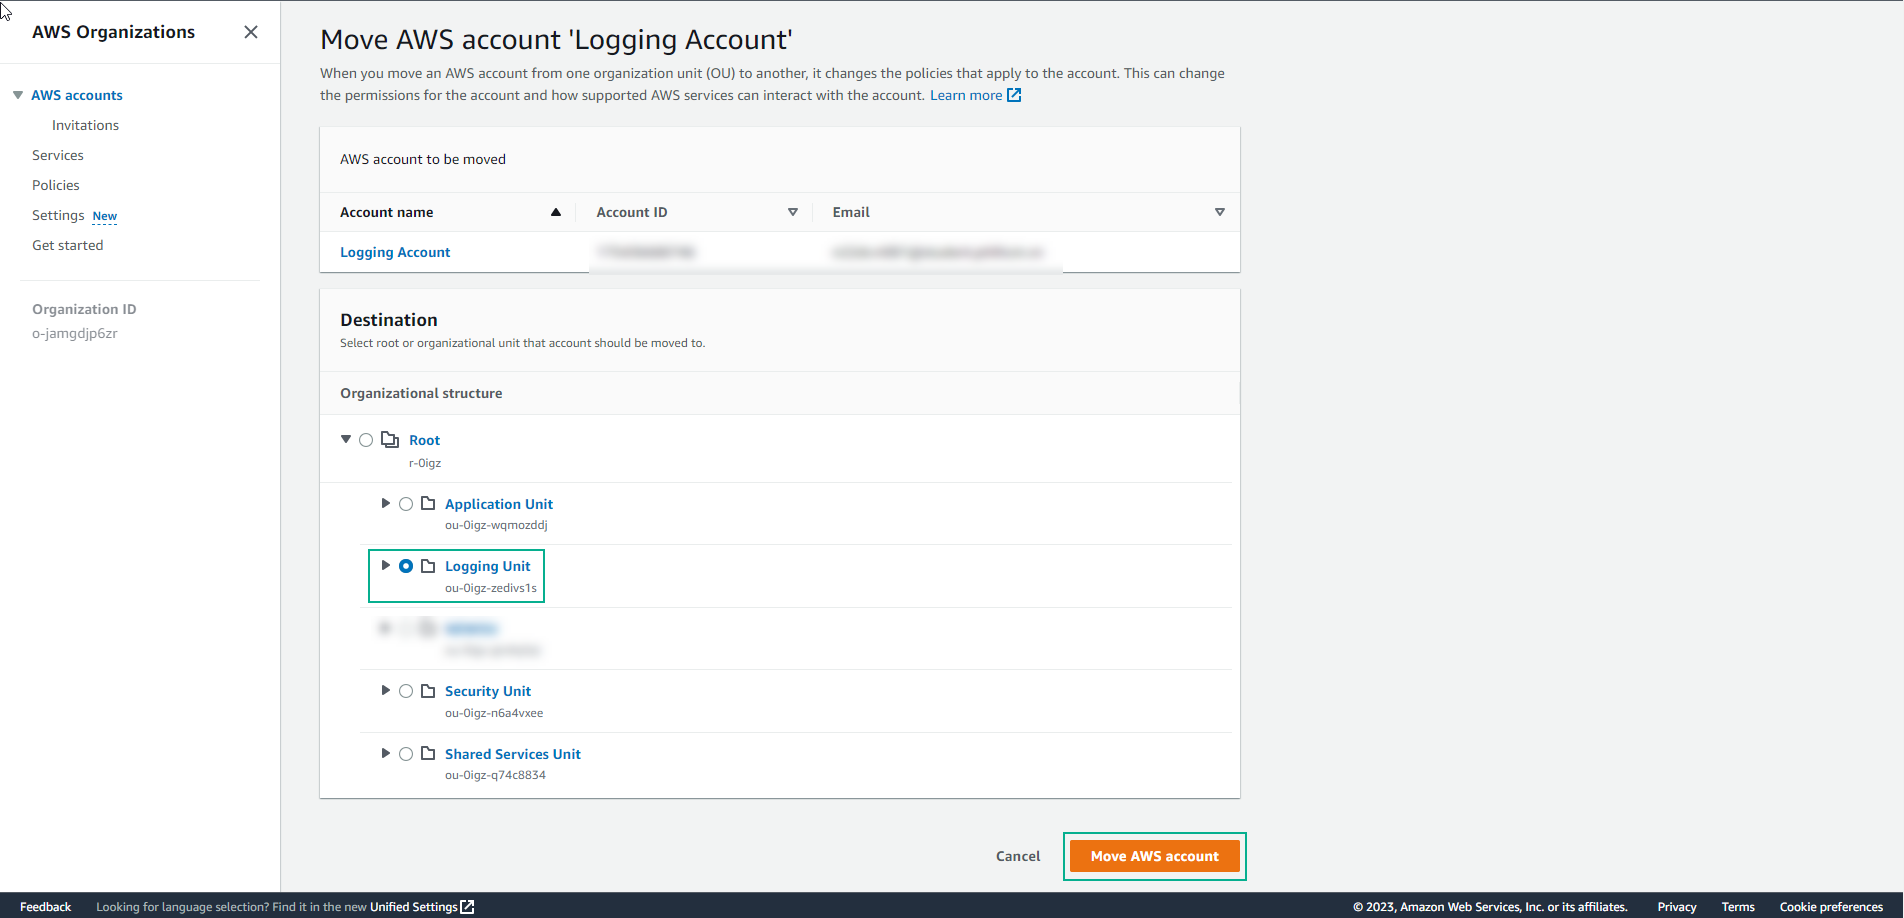 AWS Organizations
AWS accounts
Invitations
Services
Policies
Settings New
Get started
Organization ID
o-jamgdjp6zr
Move AWS account 'Logging Account'
When you move an AWS account from one organization unit (OU) to another, it changes the policies that apply to the account. This can change
the permissions for the account and how supported AWS services can interact with the account. Learn more
AWS account to be moved
Account name Account ID Email
Logging Account
Destination
Select root or organizational unit that account should be moved to.
Organizational structure
Root
r-0igz
Application Unit
ou-0igz-wqmozddj
Logging Unit
ou-0igz-zedivs1s
Security Unit
ou-0igz-n6a4vxee
Shared Services Unit
ou-0igz-q74c8834
Cancel Move AWS account
Feedback Looking for language selection? Find it in the new Unified Settings © 2023, Amazon Web Services, Inc. or its affiliates. Privacy Terms Cookie preferences